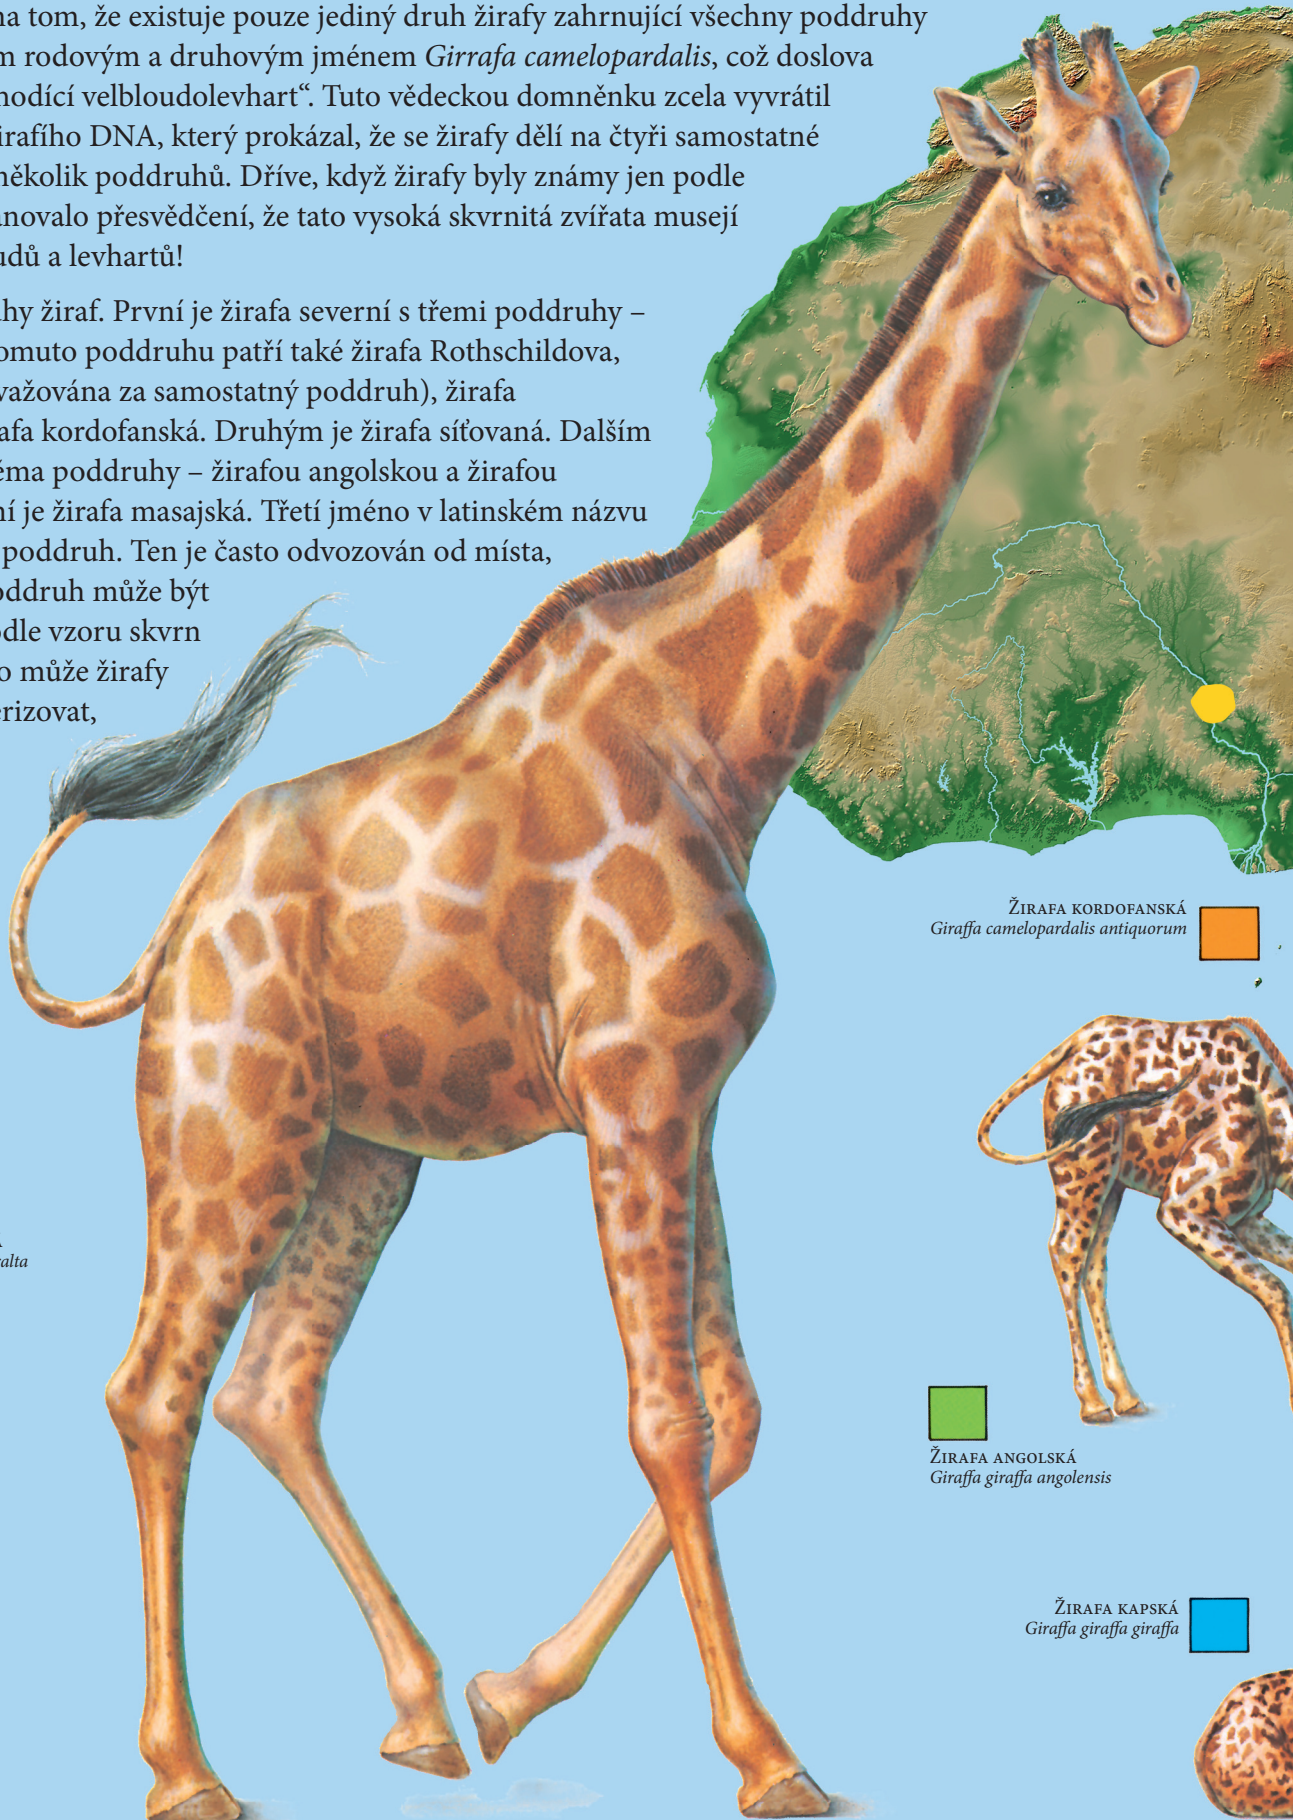 na tom, že existuje pouze jediný druh žirafy zahrnující všechny poddruhy
m rodovým a druhovým jménem Girrafa camelopardalis, což doslova
hodící velbloudolevhart“. Tuto vědeckou domněnku zcela vyvrátil
irafího DNA, který prokázal, že se žirafy dělí na čtyři samostatné
několik poddruhů. Dříve, když žirafy byly známy jen podle
anovalo přesvědčení, že tato vysoká skvrnitá zvířata musejí
udů a levhartů!
uhy žiraf. První je žirafa severní s třemi poddruhy –
omuto poddruhu patří také žirafa Rothschildova,
važována za samostatný poddruh), žirafa
afa kordofanská. Druhým je žirafa síťovaná. Dalším
ěma poddruhy – žirafou angolskou a žirafou
ní je žirafa masajská. Třetí jméno v latinském názvu
poddruh. Ten je často odvozován od místa,
oddruh může být
odle vzoru skvrn
o může žirafy
erizovat,
Žirafa kordofanská
Giraffa camelopardalis antiquorum
alta
Žirafa angolská
Giraffa giraffa angolensis
Žirafa kapská
Giraffa giraffa giraffa